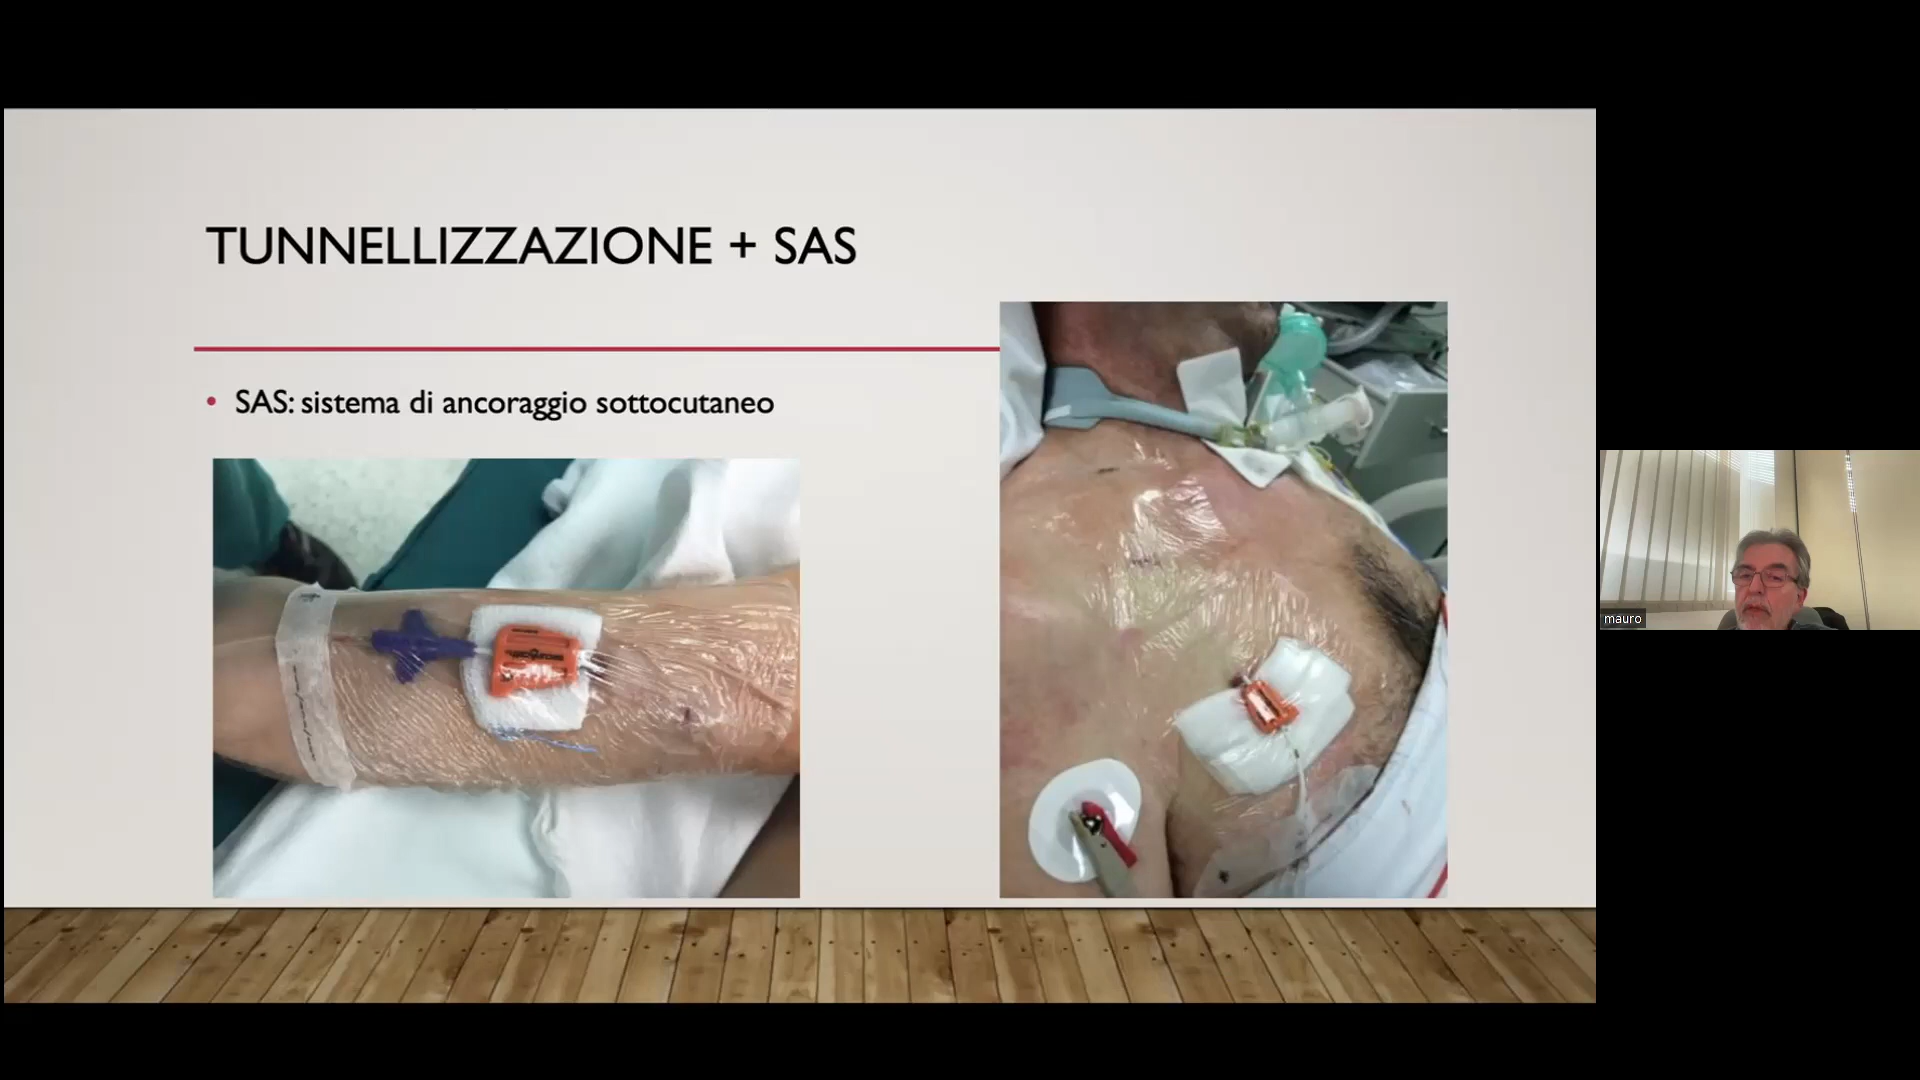 TUNNELLIZZAZIONE + SAS
• SAS: sistema di ancoraggio sottocutaneo
mauro